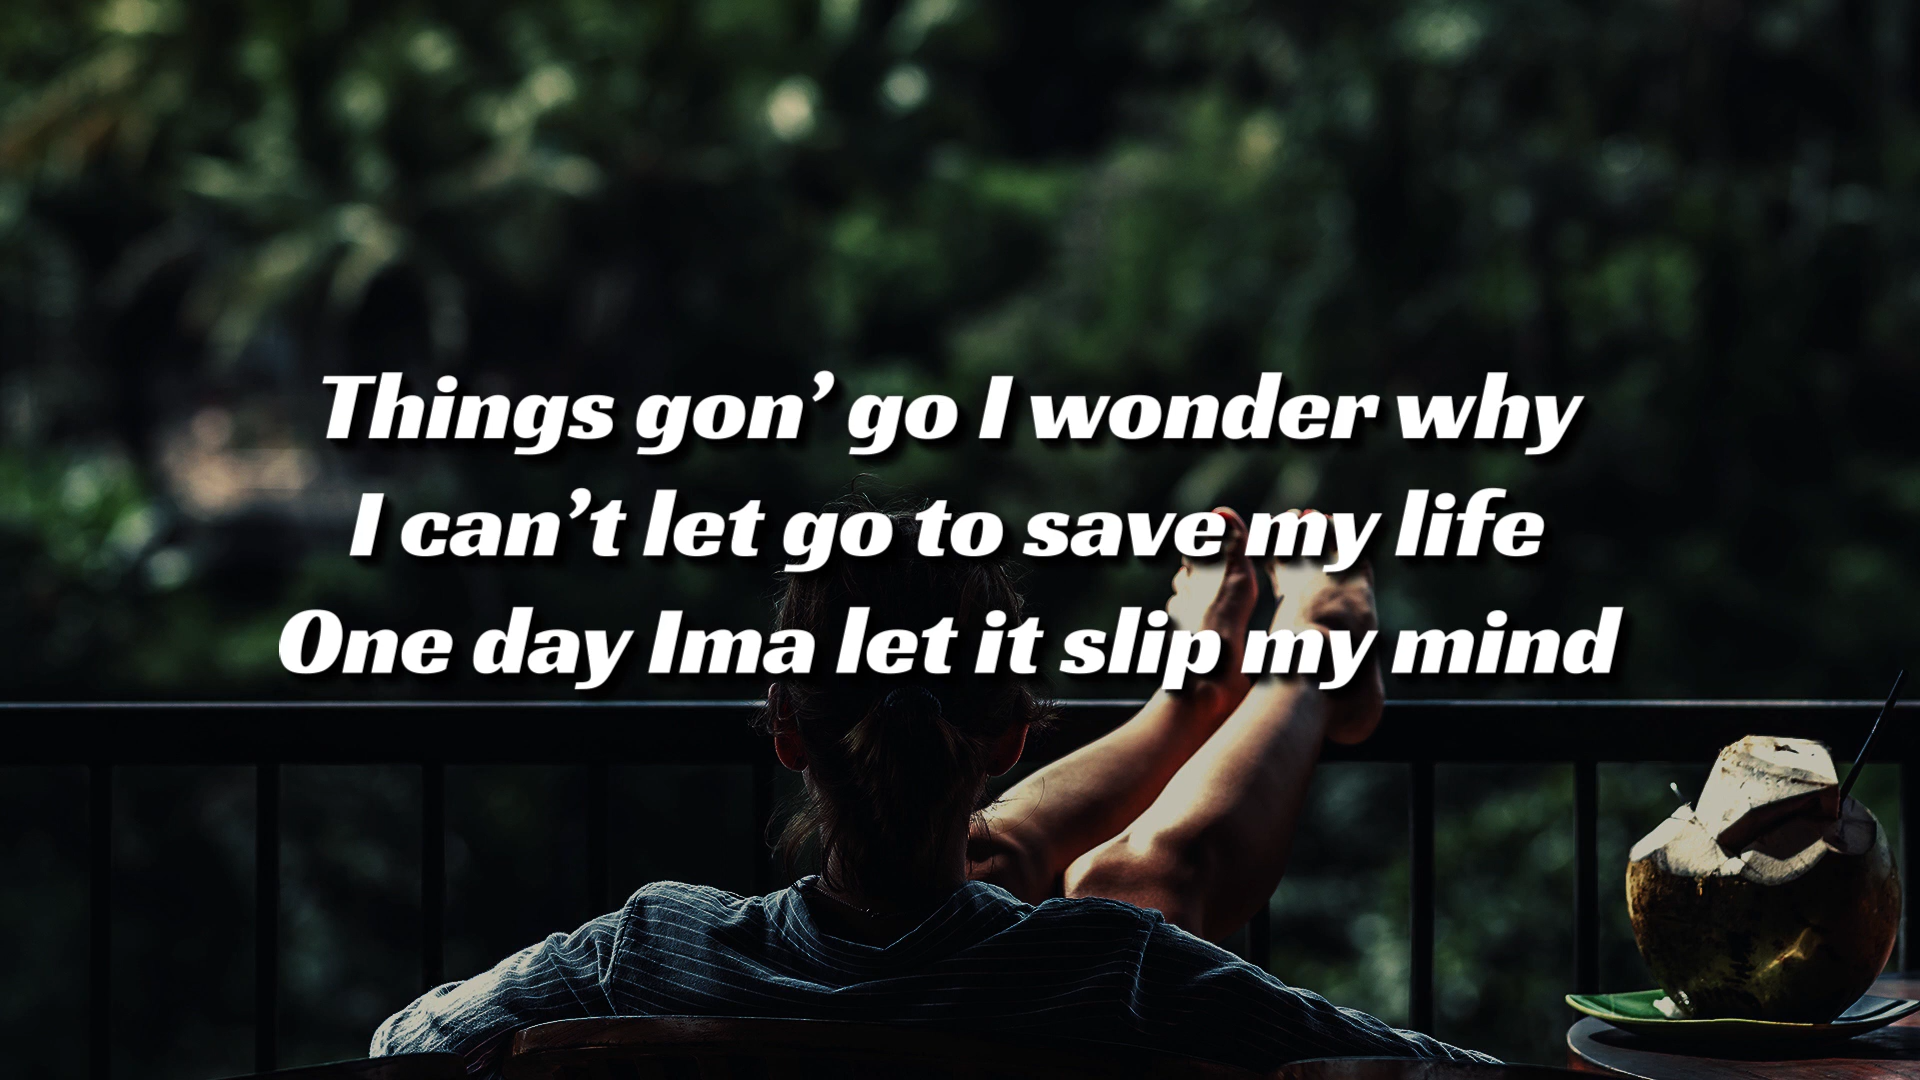 Things gon’ go I wonder why
I can’t let go to save my life
One day Ima let it slip my mind